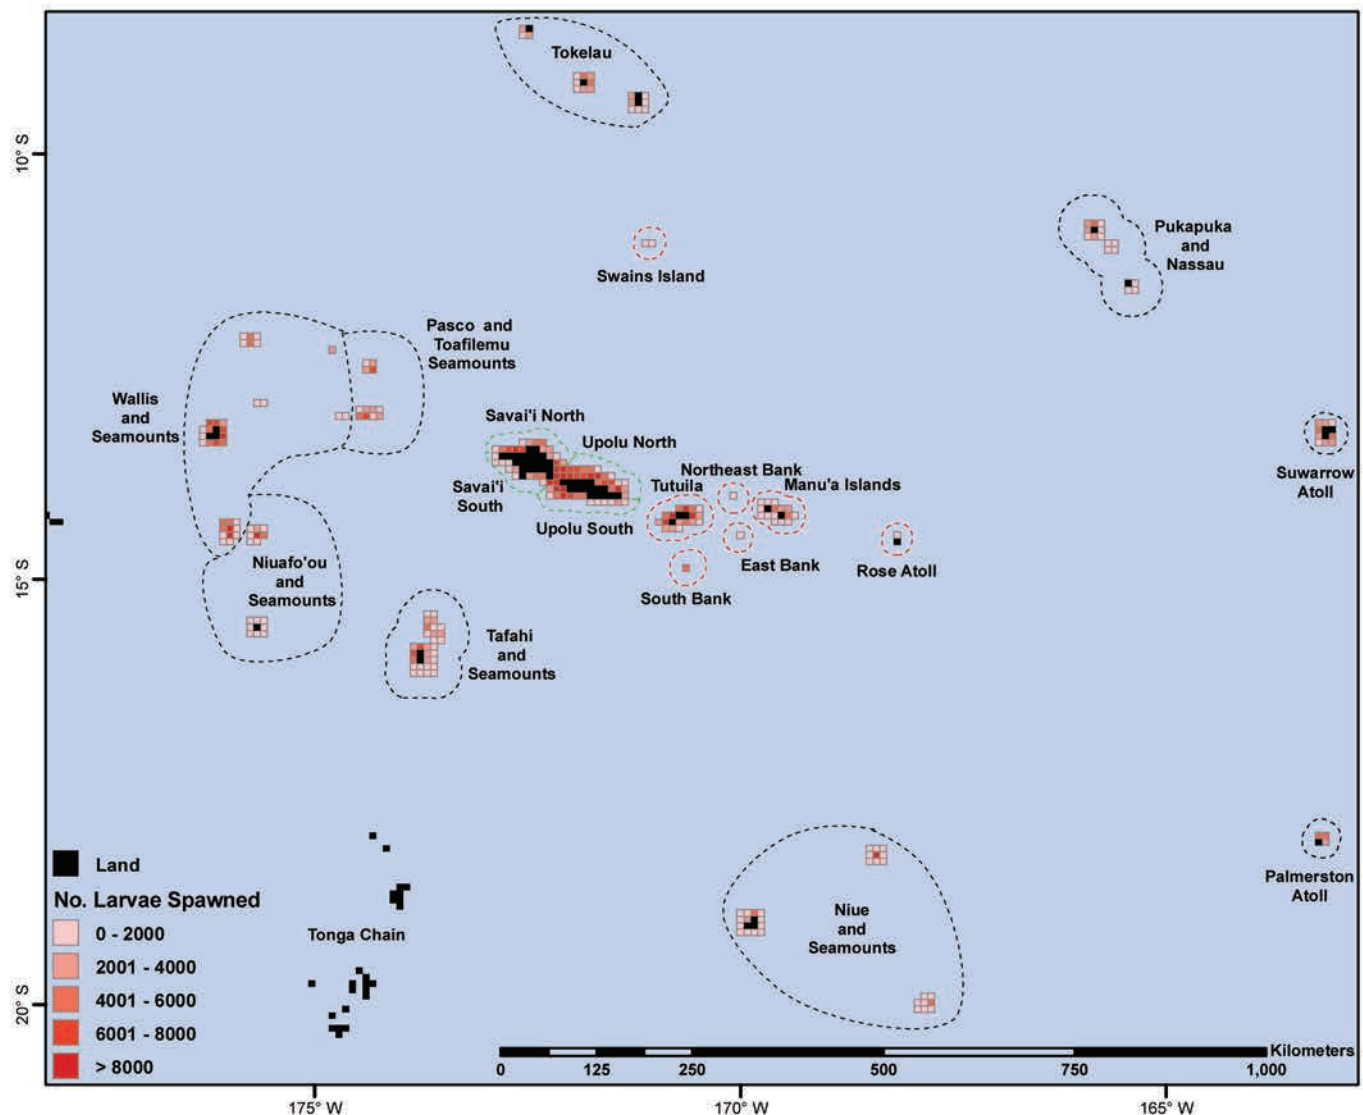 Tokelau
10° S
Pukapuka
and
Nassau
Swains Island
Pasco and
Toafilemu
Seamounts
Wallis
and
Seamounts
Savai'i North
Upolu North
Northeast Bank
Suwarrow
Atoll
Savai'i
South
Tutuila
Manu'a Islands
Upolu South
East Bank
Rose Atoll
15° S
Niuafo'ou
and
Seamounts
South Bank
Tafahi
and
Seamounts
Land
No. Larvae Spawned
0 - 2000
2001 - 4000
4001 - 6000
6001 - 8000
> 8000
Tonga Chain
Niue
and
Seamounts
Palmerston
Atoll
20° S
Kilometers
0 125 250 500 750 1,000
175° W
170° W
165° W